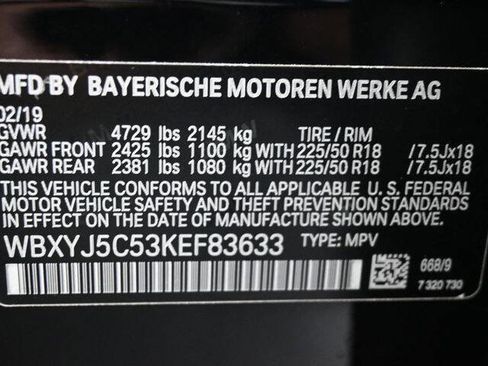 MFD BY BAYERISCHE MOTOREN WERKE AG
02/19
GVWR 4729 lbs 2145 kg TIRE / RIM
GAWR FRONT 2425 lbs 1100 kg WITH 225/50 R18 /7.5Jx18
GAWR REAR 2381 lbs 1080 kg WITH 225/50 R18 /7.5Jx18
THIS VEHICLE CONFORMS TO ALL APPLICABLE U.S. FEDERAL
MOTOR VEHICLE SAFETY AND THEFT PREVENTION STANDARDS
IN EFFECT ON THE DATE OF MANUFACTURE SHOWN ABOVE.
WBXYJ5C53KEF83633 TYPE: MPV
668/9
7 320 730